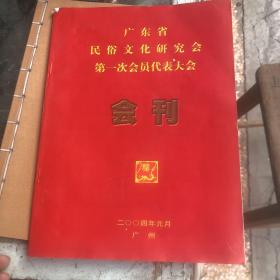 广东省
民俗文化研究会
第一次会员代表大会
会刊
二〇〇四年元月
广州